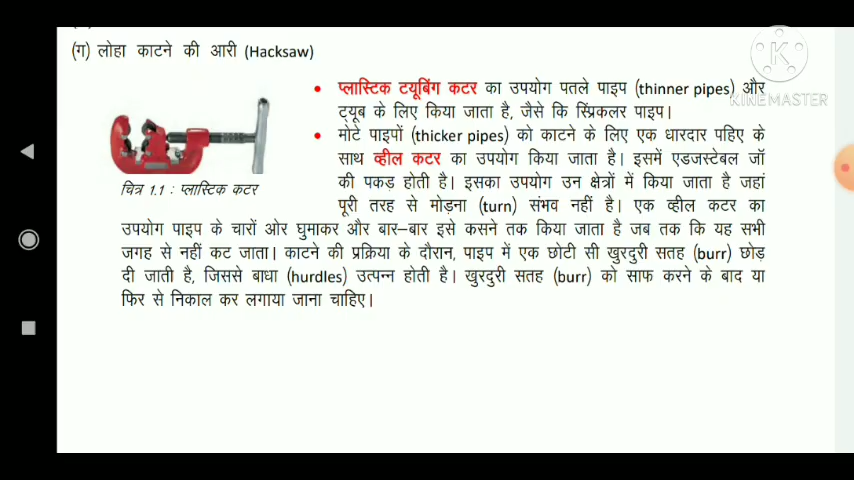 (ग) लोहा काटने की आरी (Hacksaw)
KINEMASTER
• प्लास्टिक टयूबिंग कटर का उपयोग पतले पाइप (thinner pipes) और
ट्यूब के लिए किया जाता है, जैसे कि स्प्रिंकलर पाइप।
• मोटे पाइपों (thicker pipes) को काटने के लिए एक धारदार पहिए के
साथ व्हील कटर का उपयोग किया जाता है। इसमें एडजस्टेबल जॉ
की पकड़ होती है। इसका उपयोग उन क्षेत्रों में किया जाता है जहां
पूरी तरह से मोड़ना (turn) संभव नहीं है। एक व्हील कटर का
चित्र 1.1 : प्लास्टिक कटर
उपयोग पाइप के चारों ओर घुमाकर और बार–बार इसे कसने तक किया जाता है जब तक कि यह सभी
जगह से नहीं कट जाता। काटने की प्रक्रिया के दौरान, पाइप में एक छोटी सी खुरदुरी सतह (burr) छोड़
दी जाती है, जिससे बाधा (hurdles) उत्पन्न होती है। खुरदुरी सतह (burr) को साफ करने के बाद या
फिर से निकाल कर लगाया जाना चाहिए।